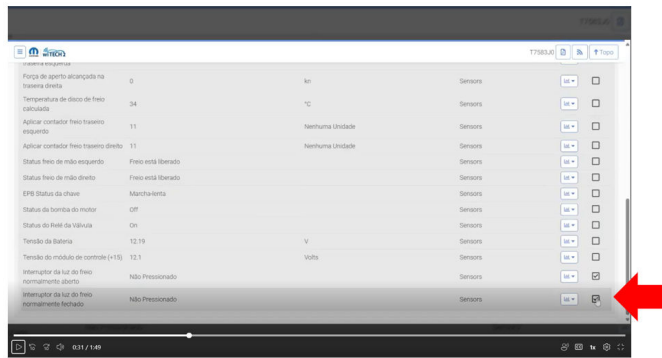 T7583J0
wiTECH2
T7583J0 Topo
traseira esquerda
Força de aperto alcançada na traseira direita 0 kn Sensors
Temperatura de disco de freio calculada 34 °C Sensors
Aplicar contador freio traseiro esquerdo 11 Nenhuma Unidade Sensors
Aplicar contador freio traseiro direito 11 Nenhuma Unidade Sensors
Status freio de mão esquerdo Freio está liberado Sensors
Status freio de mão direito Freio está liberado Sensors
EPB Status da chave Marcha-lenta Sensors
Status da bomba do motor Off Sensors
Status do Relé da Válvula On Sensors
Tensão da Bateria 12.19 V Sensors
Tensão do módulo de controle (+15) 12.1 Volts Sensors
Interruptor da luz do freio normalmente aberto Não Pressionado Sensors
Interruptor da luz do freio normalmente fechado Não Pressionado Sensors
0:31 / 1:49 1x